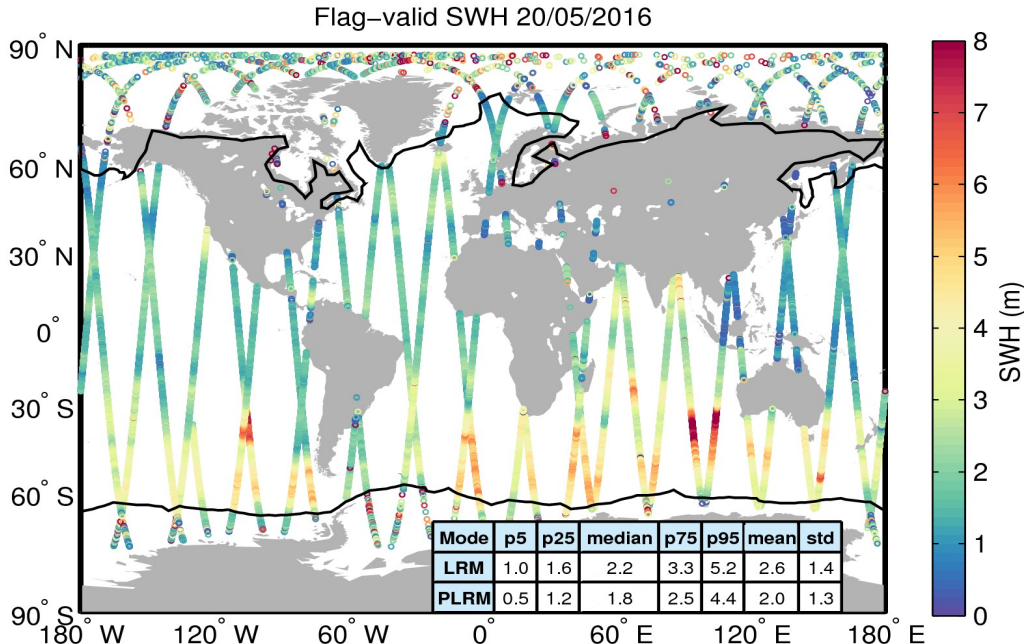 Flag−valid SWH 20/05/2016
90° N
60° N
30° N
0°
30° S
60° S
90° S
180° W
120° W
60° W
0°
60° E
120° E
180° E
8
7
6
5
4
3
2
1
0
SWH (m)
Mode p5 p25 median p75 p95 mean std
LRM 1.0 1.6 2.2 3.3 5.2 2.6 1.4
PLRM 0.5 1.2 1.8 2.5 4.4 2.0 1.3